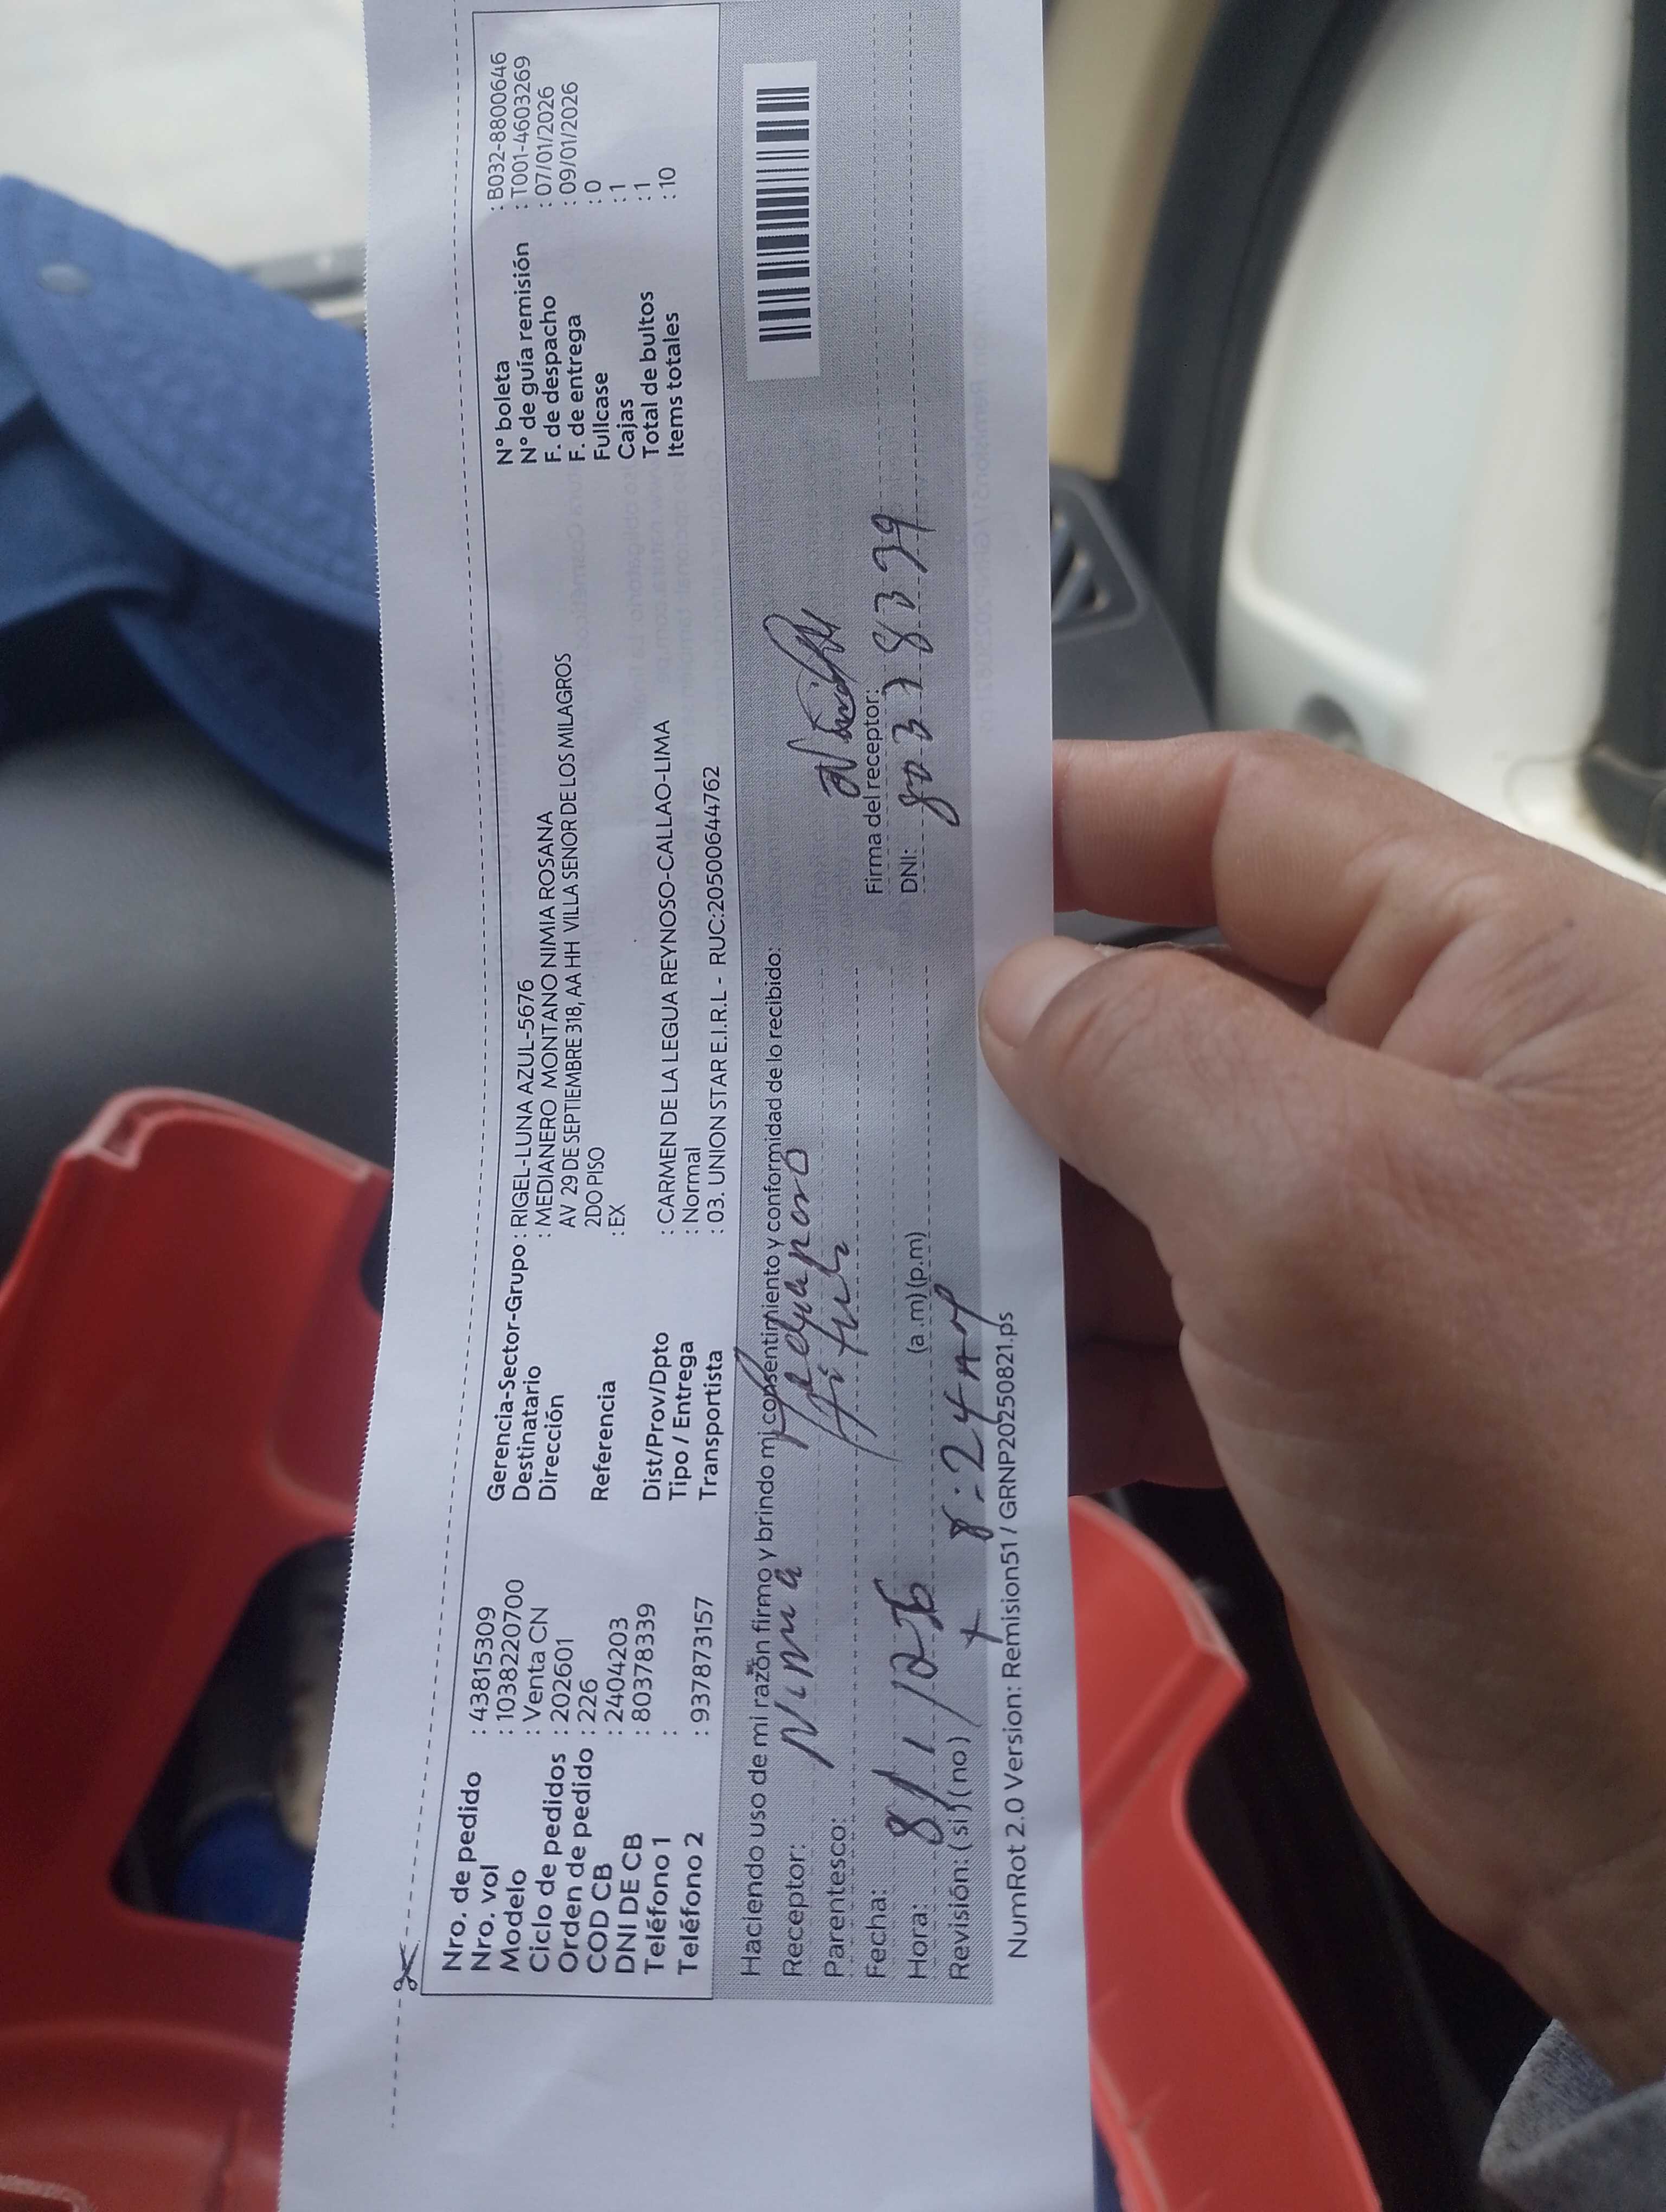 Nro. de pedido : 43815309
Nro. vol : 10382220700
Modelo : Venta CN
Ciclo de pedidos : 202601
Orden de pedido : 226
COD CB : 2404203
DNI DE CB : 80378339
Teléfono 1 :
Teléfono 2 : 937873157
Gerencia-Sector-Grupo : RIGEL-LUNA AZUL-5676
Destinatario : MEDIANERO MONTANO NIMIA ROSANA
Dirección AV 29 DE SEPTIEMBRE 318, AA HH VILLA SENOR DE LOS MILAGROS
2DO PISO
Referencia : EX
Dist/Prov/Dpto : CARMEN DE LA LEGUA REYNOSO-CALLAO-LIMA
Tipo / Entrega : Normal
Transportista : 03. UNION STAR E.I.R.L - RUC:20500644762
N° boleta : B032-8800646
N° de guía remisión : T001-4603269
F. de despacho : 07/01/2026
F. de entrega : 09/01/2026
Fullcase : 0
Cajas : 1
Total de bultos : 1
Items totales : 10
Haciendo uso de mi razón firmo y brindo mi consentimiento y conformidad de lo recibido:
Receptor:
Parentesco:
Fecha: 8/1/026
Hora: 8:24 (a.m) (p.m)
Revisión: (si) (no)
Firma del receptor:
DNI: 80378339
NumRot 2.0 Version: Remision51 / GRNP20250821.ps